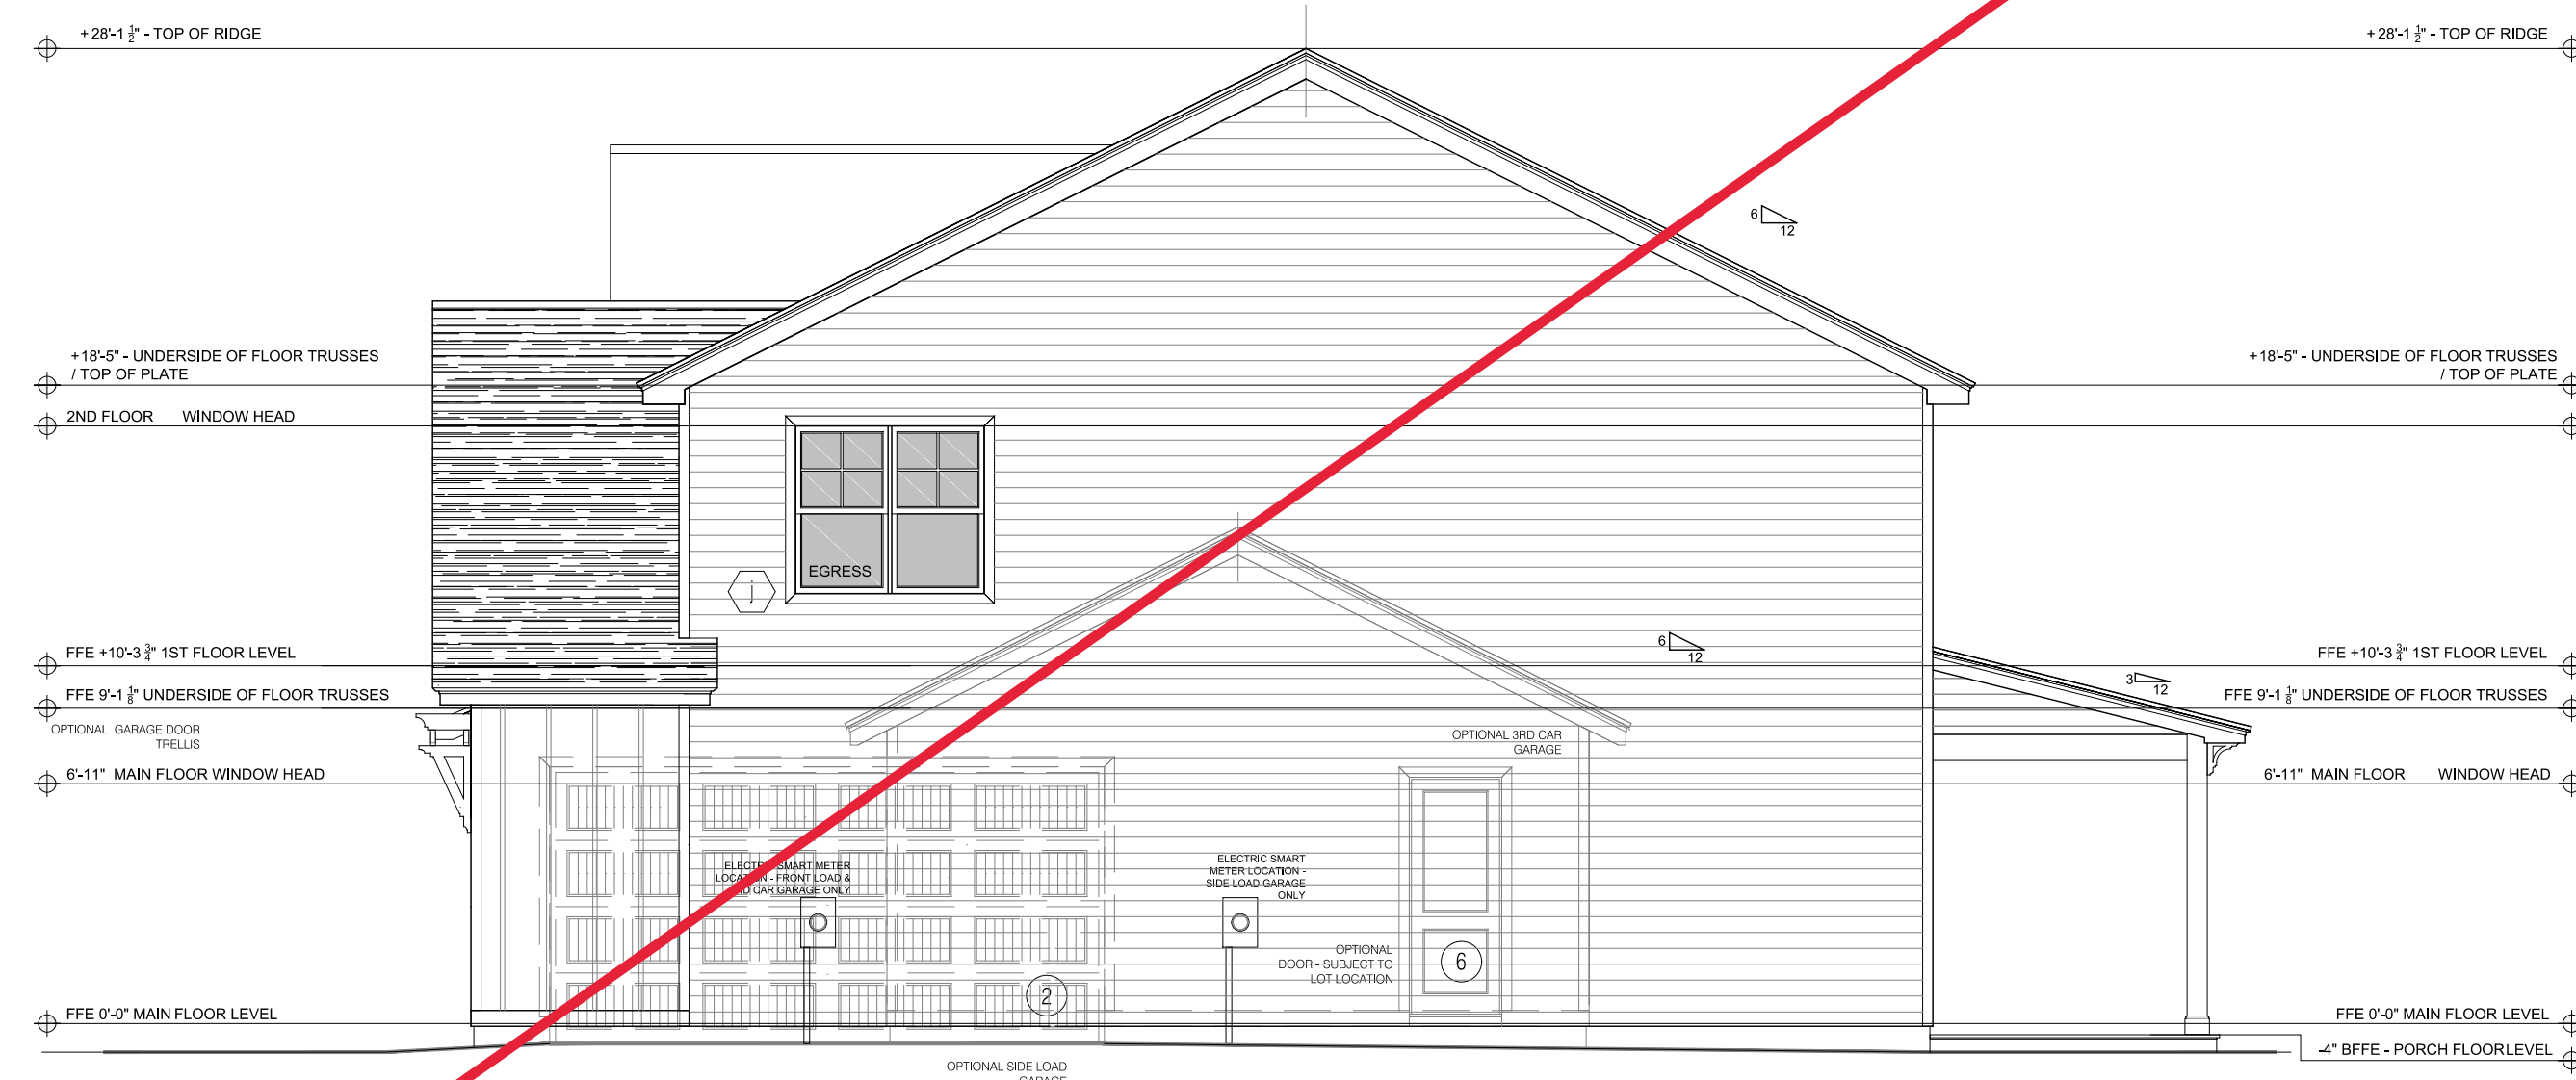 +28'-1 1/2" - TOP OF RIDGE
+28'-1 1/2" - TOP OF RIDGE
6
12
+18'-5" - UNDERSIDE OF FLOOR TRUSSES
/ TOP OF PLATE
+18'-5" - UNDERSIDE OF FLOOR TRUSSES
/ TOP OF PLATE
2ND FLOOR WINDOW HEAD
EGRESS
j
6
12
FFE +10'-3 3/4" 1ST FLOOR LEVEL
FFE +10'-3 3/4" 1ST FLOOR LEVEL
3
12
FFE 9'-1 1/8" UNDERSIDE OF FLOOR TRUSSES
FFE 9'-1 1/8" UNDERSIDE OF FLOOR TRUSSES
OPTIONAL GARAGE DOOR
TRELLIS
OPTIONAL 3RD CAR
GARAGE
6'-11" MAIN FLOOR WINDOW HEAD
6'-11" MAIN FLOOR WINDOW HEAD
SMART METER
FRONT LOAD &
CAR GARAGE ONLY
ELECTRIC SMART
METER LOCATION -
SIDE LOAD GARAGE
ONLY
OPTIONAL
DOOR - SUBJECT TO
LOT LOCATION
6
2
FFE 0'-0" MAIN FLOOR LEVEL
FFE 0'-0" MAIN FLOOR LEVEL
-4" BFFE - PORCH FLOOR LEVEL
OPTIONAL SIDE LOAD